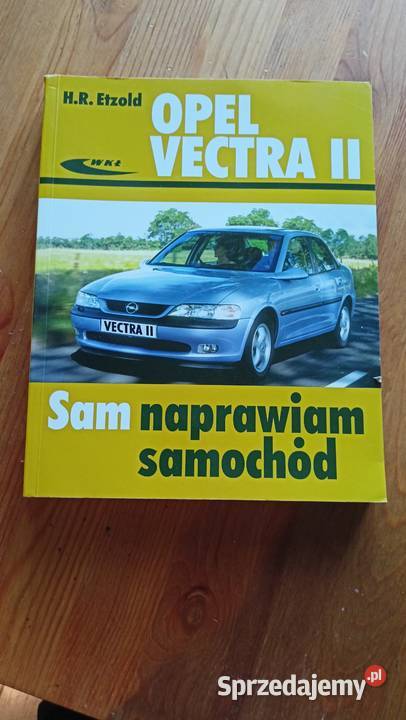 H.R. Etzold
OPEL
VECTRA II
WKŁ
VECTRA II
Sam naprawiam
samochód
Sprzedajemy.pl